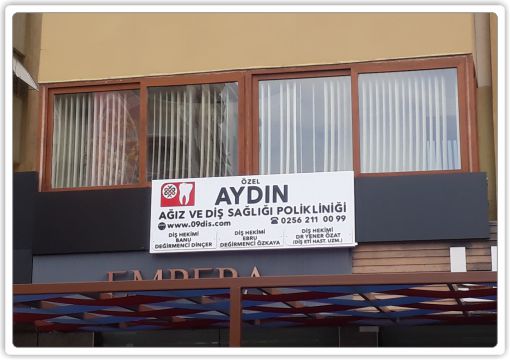 ÖZEL
AYDIN
AĞIZ VE DİŞ SAĞLIĞI POLİKLİNİĞİ
www.09dis.com ☎ 0256 211 00 99
DİŞ HEKİMİ
BANU
DEĞİRMENCİ DİNÇER
DİŞ HEKİMİ
EBRU
DEĞİRMENCİ ÖZKAYA
DİŞ HEKİMİ
DR YENER ÖZAT
(DİŞ ETİ HAST. UZM.)